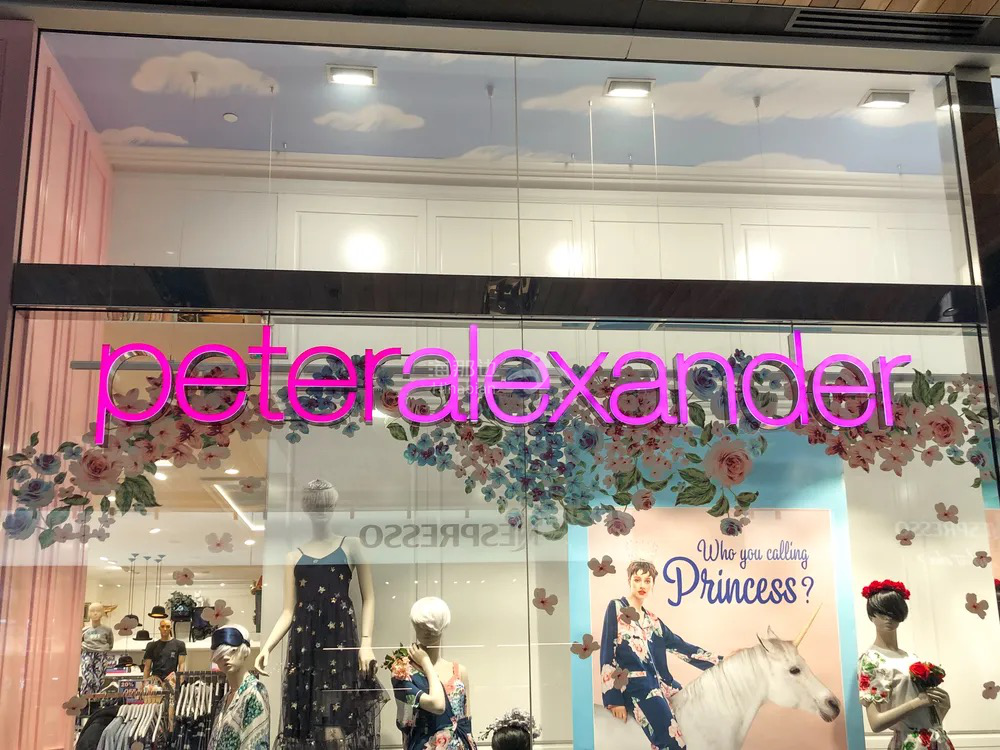 peteralexander
NESPRESSO
Who you calling
Princess?